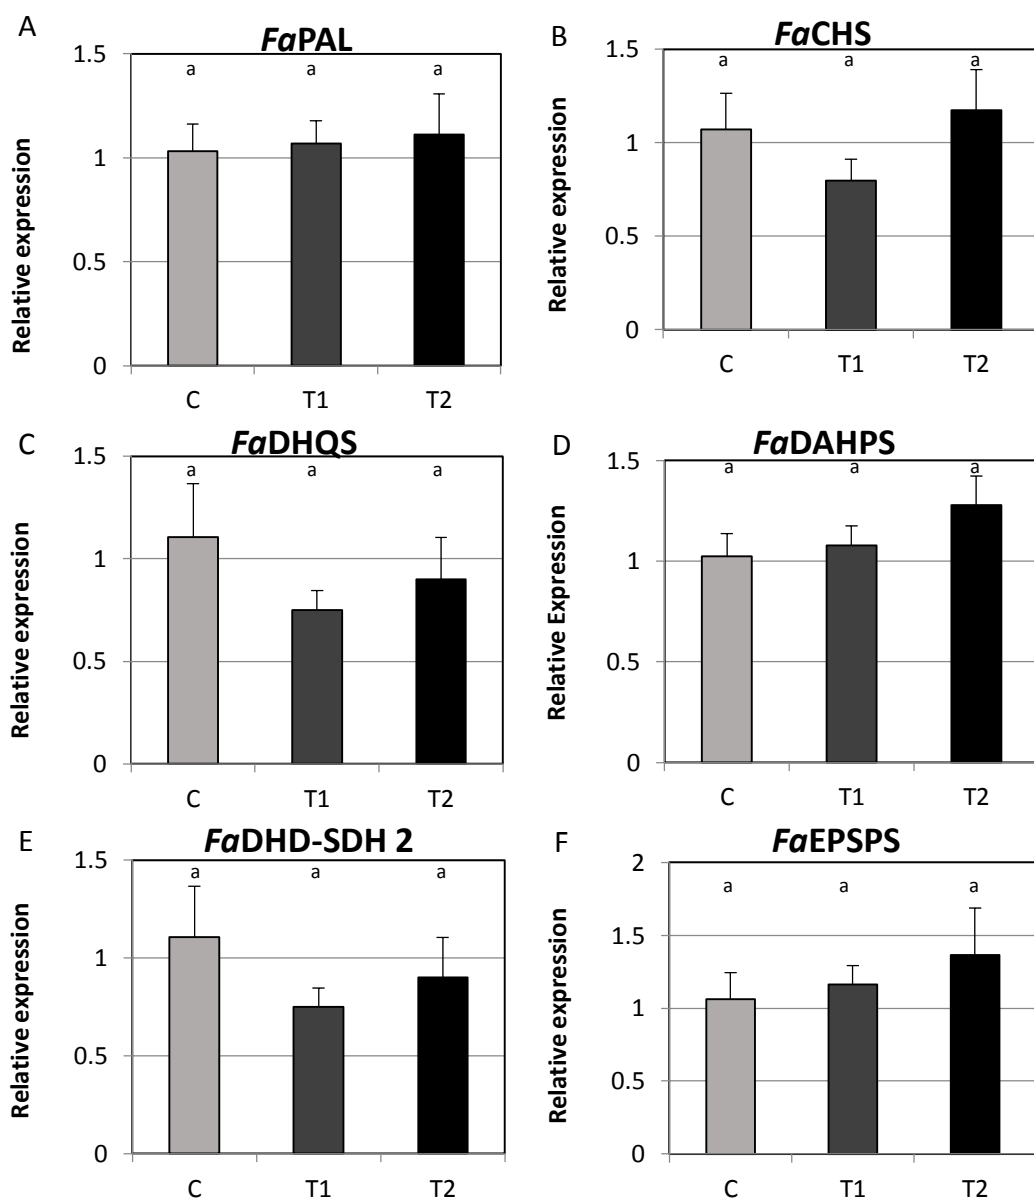 A
FaPAL
Relative expression
1.5
1
0.5
0
a a a
C T1 T2
B
FaCHS
Relative expression
1.5
1
0.5
0
a a a
C T1 T2
C
FaDHQS
Relative expression
1.5
1
0.5
0
a a a
C T1 T2
D
FaDAHPS
Relative Expression
1.5
1
0.5
0
a a a
C T1 T2
E
FaDHD-SDH 2
Relative expression
1.5
1
0.5
0
a a a
C T1 T2
F
FaEPSPS
Relative expression
2
1.5
1
0.5
0
a a a
C T1 T2